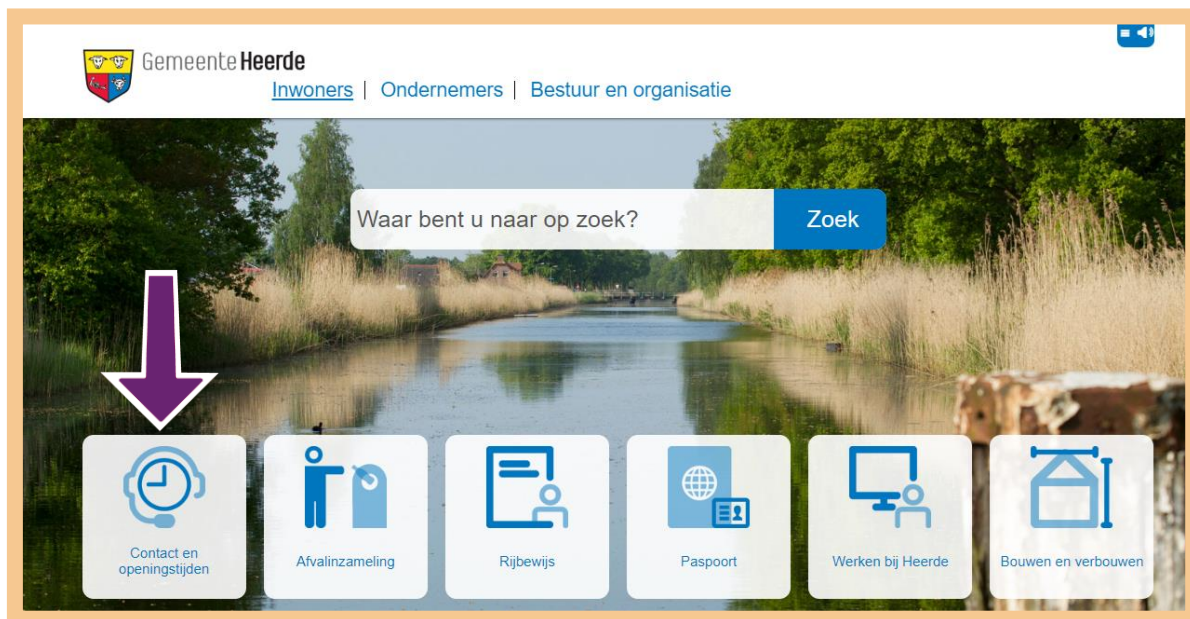 Gemeente Heerde
Inwoners | Ondernemers | Bestuur en organisatie
Waar bent u naar op zoek?
Zoek
Contact en
openingstijden
Afvalinzameling
Rijbewijs
Paspoort
Werken bij Heerde
Bouwen en verbouwen